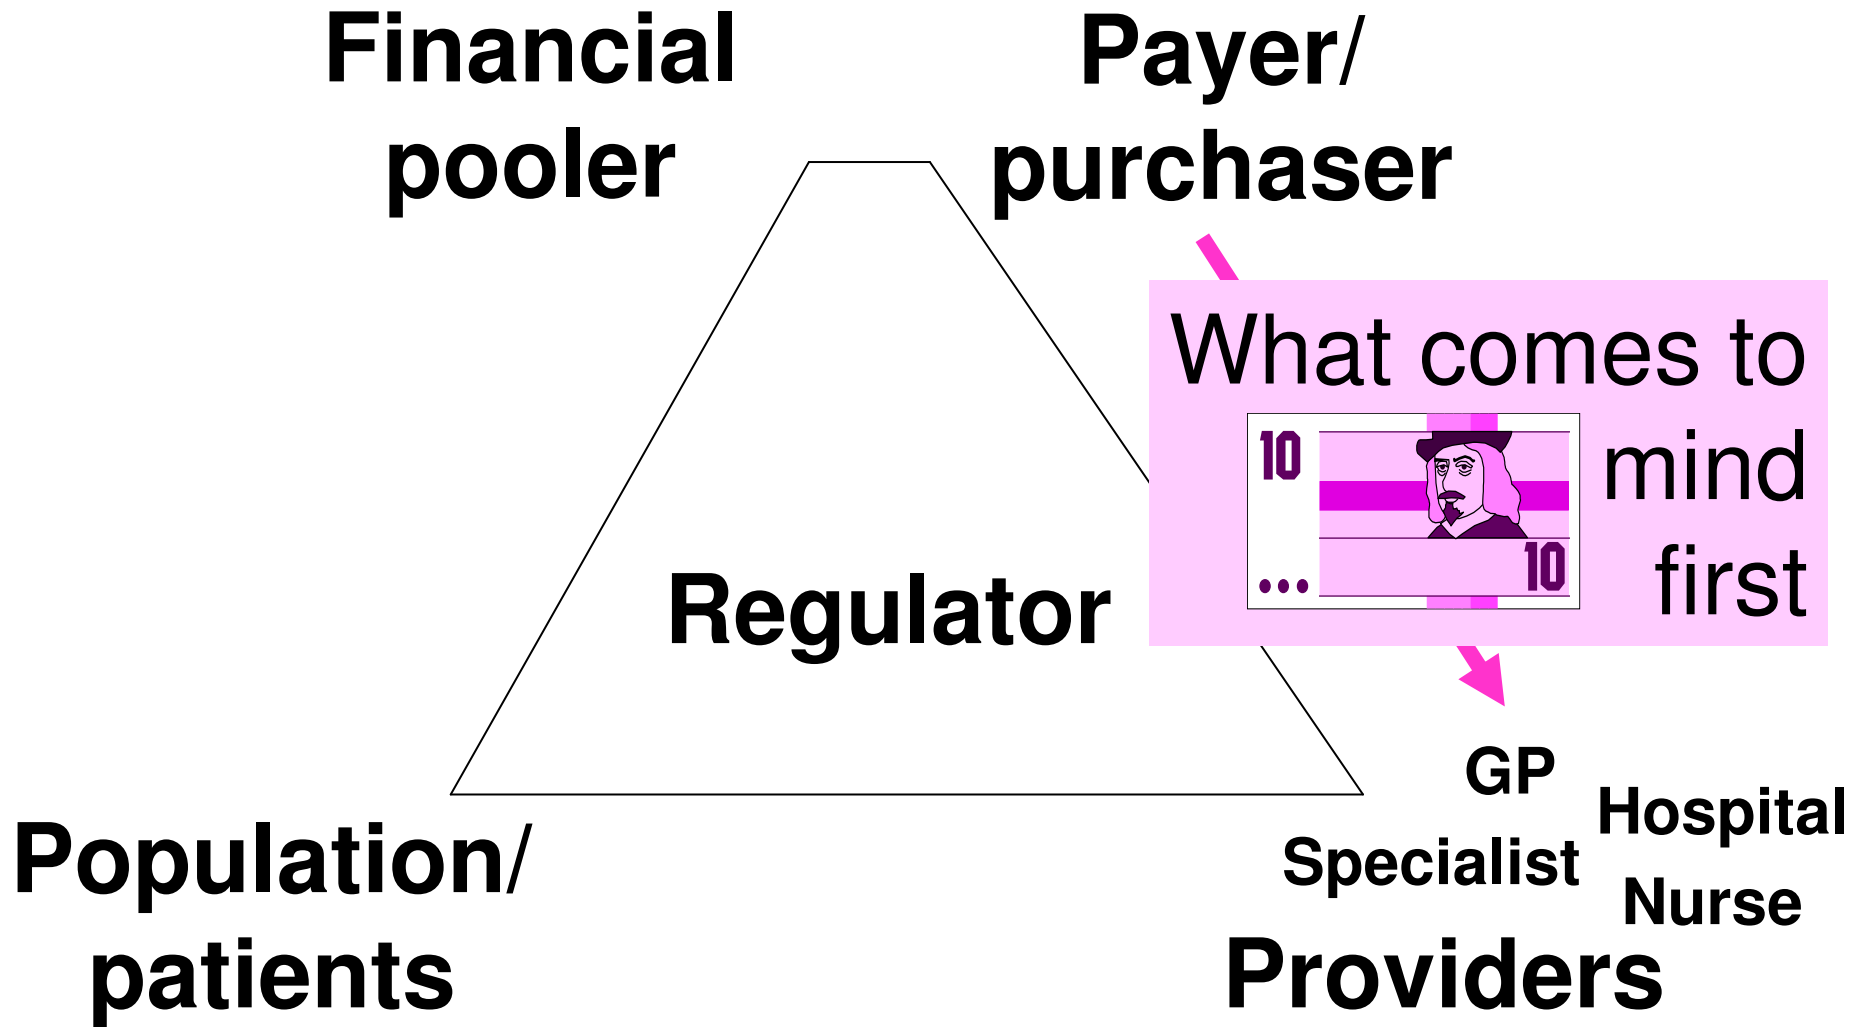 Financial
pooler
Payer/
purchaser
What comes to
mind
first
10
10
...
Regulator
GP
Hospital
Specialist
Nurse
Population/
patients
Providers